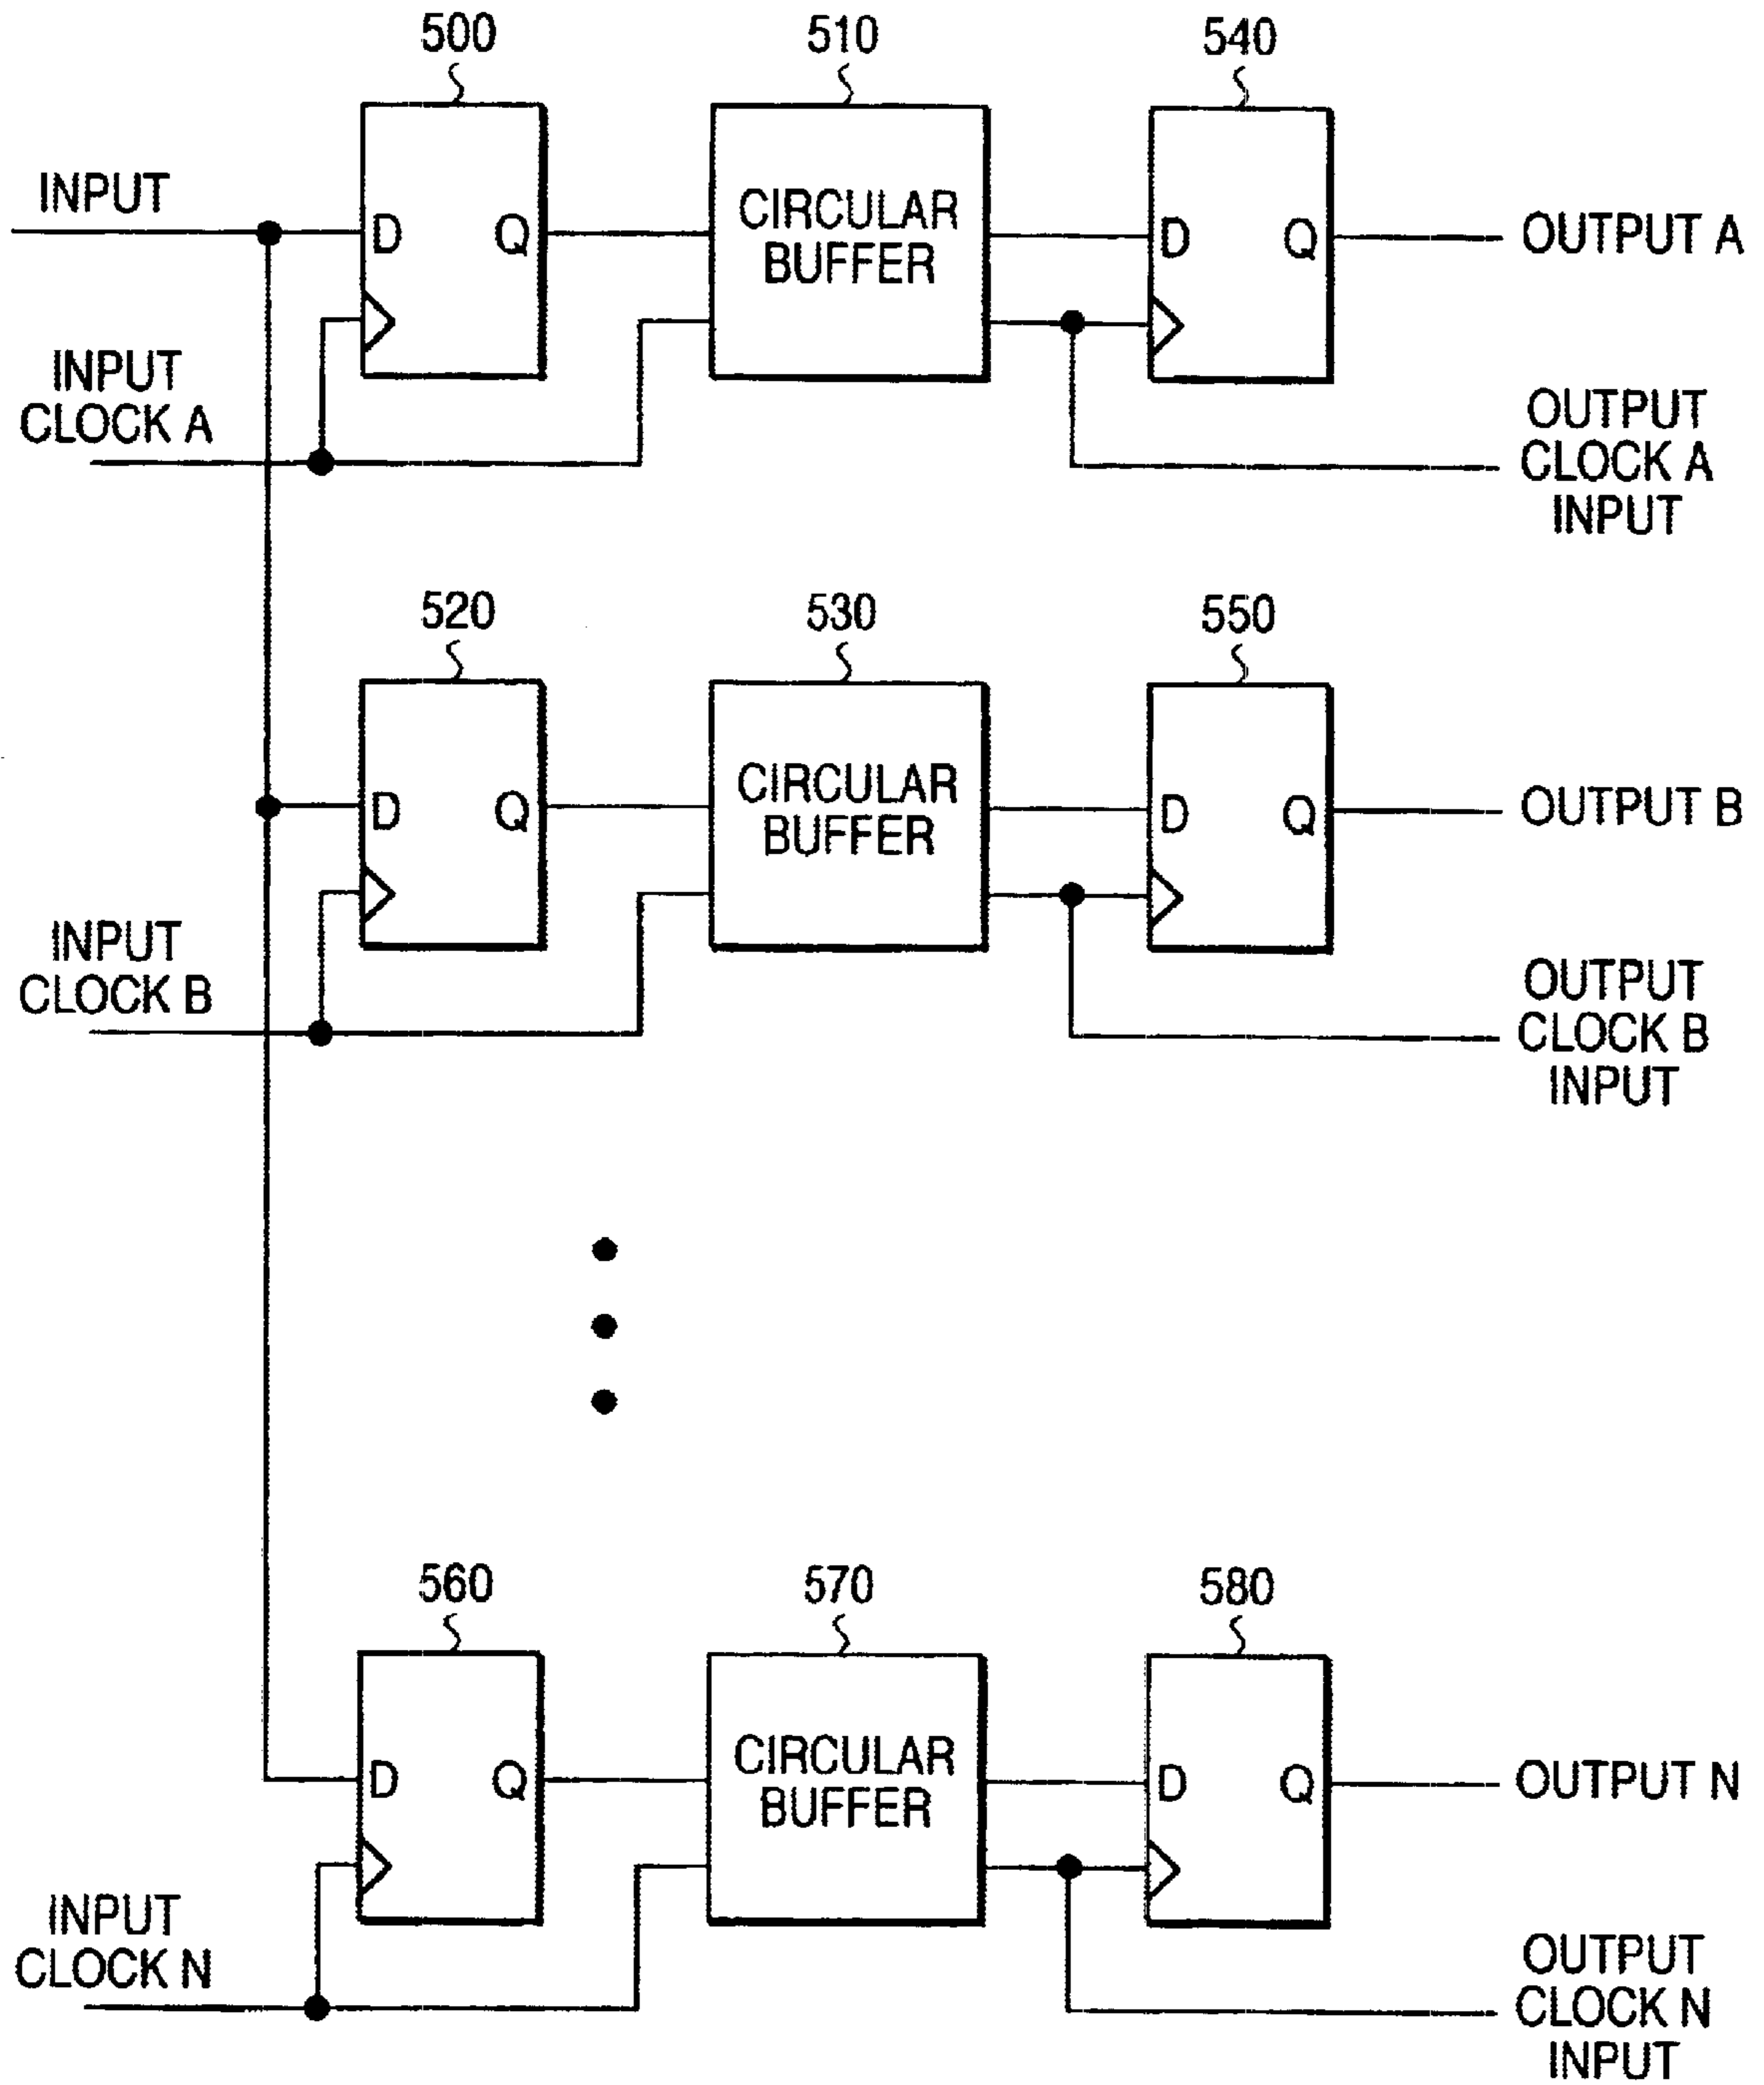 500
510
540
INPUT
D
Q
CIRCULAR
BUFFER
D
Q
OUTPUT A
INPUT
CLOCK A
OUTPUT
CLOCK A
INPUT
520
530
550
D
Q
CIRCULAR
BUFFER
D
Q
OUTPUT B
INPUT
CLOCK B
OUTPUT
CLOCK B
INPUT
560
570
580
D
Q
CIRCULAR
BUFFER
D
Q
OUTPUT N
INPUT
CLOCK N
OUTPUT
CLOCK N
INPUT